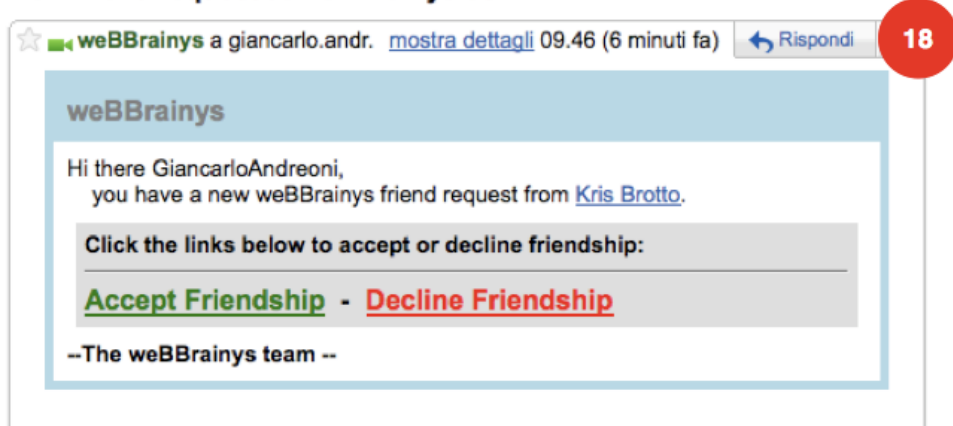 weBBrainys a giancarlo.andr. mostra dettagli 09.46 (6 minuti fa) Rispondi 18
weBBrainys
Hi there GiancarloAndreoni,
you have a new weBBrainys friend request from Kris Brotto.
Click the links below to accept or decline friendship:
Accept Friendship - Decline Friendship
--The weBBrainys team --